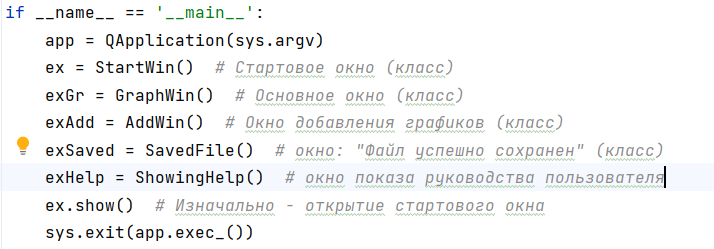 if __name__ == '__main__':
    app = QApplication(sys.argv)
    ex = StartWin()  # Стартовое окно (класс)
    exGr = GraphWin()  # Основное окно (класс)
    exAdd = AddWin()  # Окно добавления графиков (класс)
    exSaved = SavedFile()  # окно: "Файл успешно сохранен" (класс)
    exHelp = ShowingHelp()  # окно показа руководства пользователя
    ex.show()  # Изначально - открытие стартового окна
    sys.exit(app.exec_())